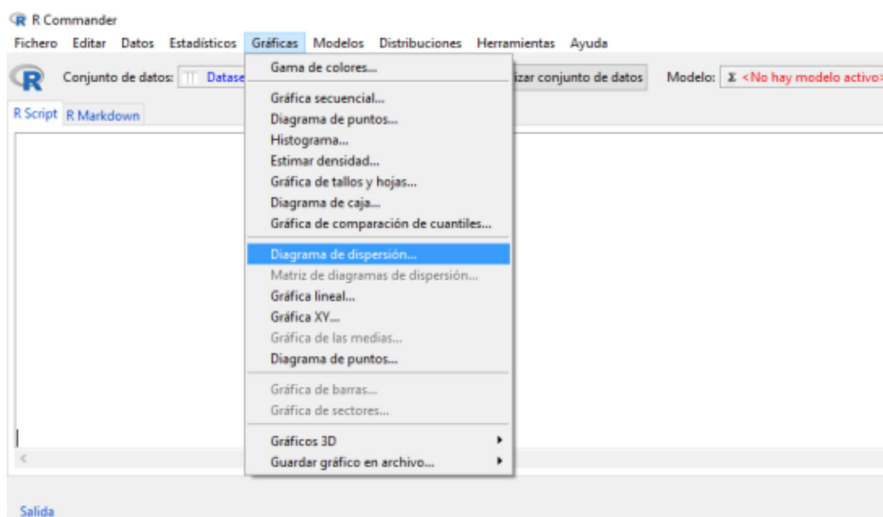 R Commander
Fichero Editar Datos Estadísticos Gráficas Modelos Distribuciones Herramientas Ayuda
R Conjunto de datos: Datase izar conjunto de datos Modelo: Σ <No hay modelo activo>
R Script R Markdown
Gama de colores...
Gráfica secuencial...
Diagrama de puntos...
Histograma...
Estimar densidad...
Gráfica de tallos y hojas...
Diagrama de caja...
Gráfica de comparación de cuantiles...
Diagrama de dispersión...
Matriz de diagramas de dispersión...
Gráfica lineal...
Gráfica XY...
Gráfica de las medias...
Diagrama de puntos...
Gráfica de barras...
Gráfica de sectores...
Gráficos 3D
Guardar gráfico en archivo...
Salida